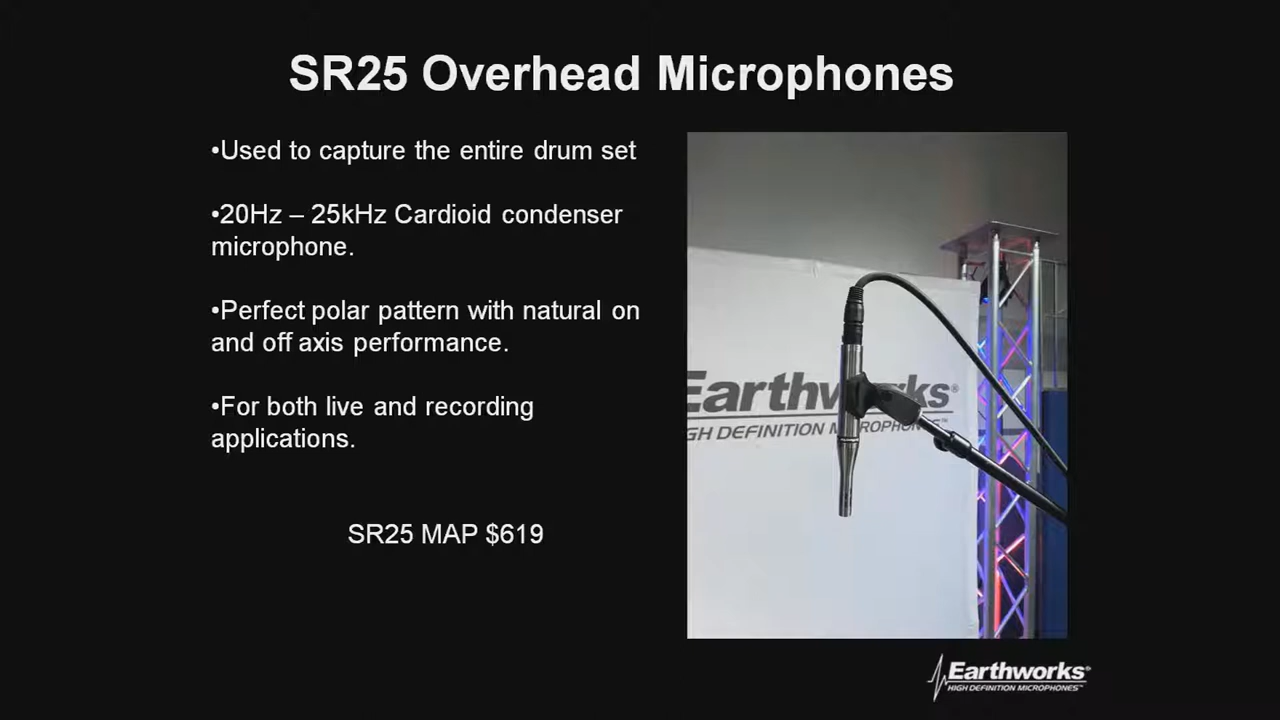 SR25 Overhead Microphones
•Used to capture the entire drum set
•20Hz – 25kHz Cardioid condenser
microphone.
•Perfect polar pattern with natural on
and off axis performance.
•For both live and recording
applications.
SR25 MAP $619
Earthworks®
HIGH DEFINITION MICROPHONES™
Earthworks®
HIGH DEFINITION MICROPHONES™